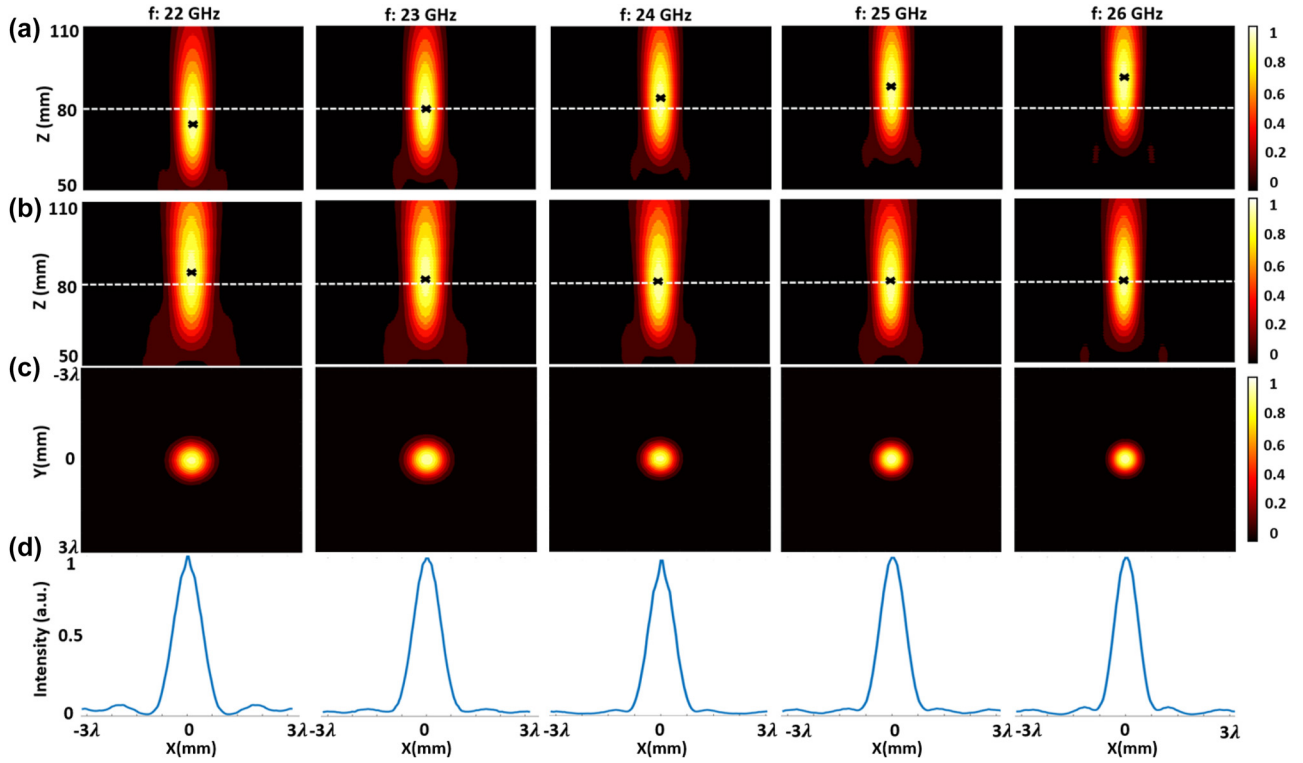 f: 22 GHz f: 23 GHz f: 24 GHz f: 25 GHz f: 26 GHz
(a)
110
80
50
Z (mm)
1
0.8
0.6
0.4
0.2
0
(b)
110
80
50
Z (mm)
1
0.8
0.6
0.4
0.2
0
(c)
-3λ
0
3λ
Y(mm)
1
0.8
0.6
0.4
0.2
0
(d)
1
0.5
0
Intensity (a.u.)
-3λ 0 3λ -3λ 0 3λ -3λ 0 3λ -3λ 0 3λ -3λ 0 3λ
X(mm) X(mm) X(mm) X(mm) X(mm)